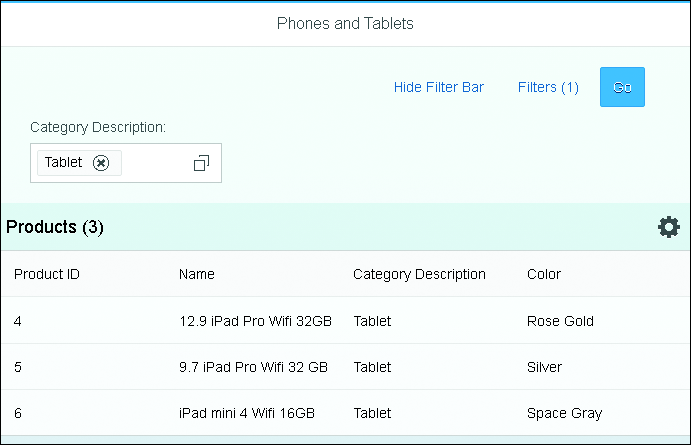 Phones and Tablets
Hide Filter Bar Filters (1) Go
Category Description:
Tablet
Products (3)
Product ID Name Category Description Color
4 12.9 iPad Pro Wifi 32GB Tablet Rose Gold
5 9.7 iPad Pro Wifi 32 GB Tablet Silver
6 iPad mini 4 Wifi 16GB Tablet Space Gray